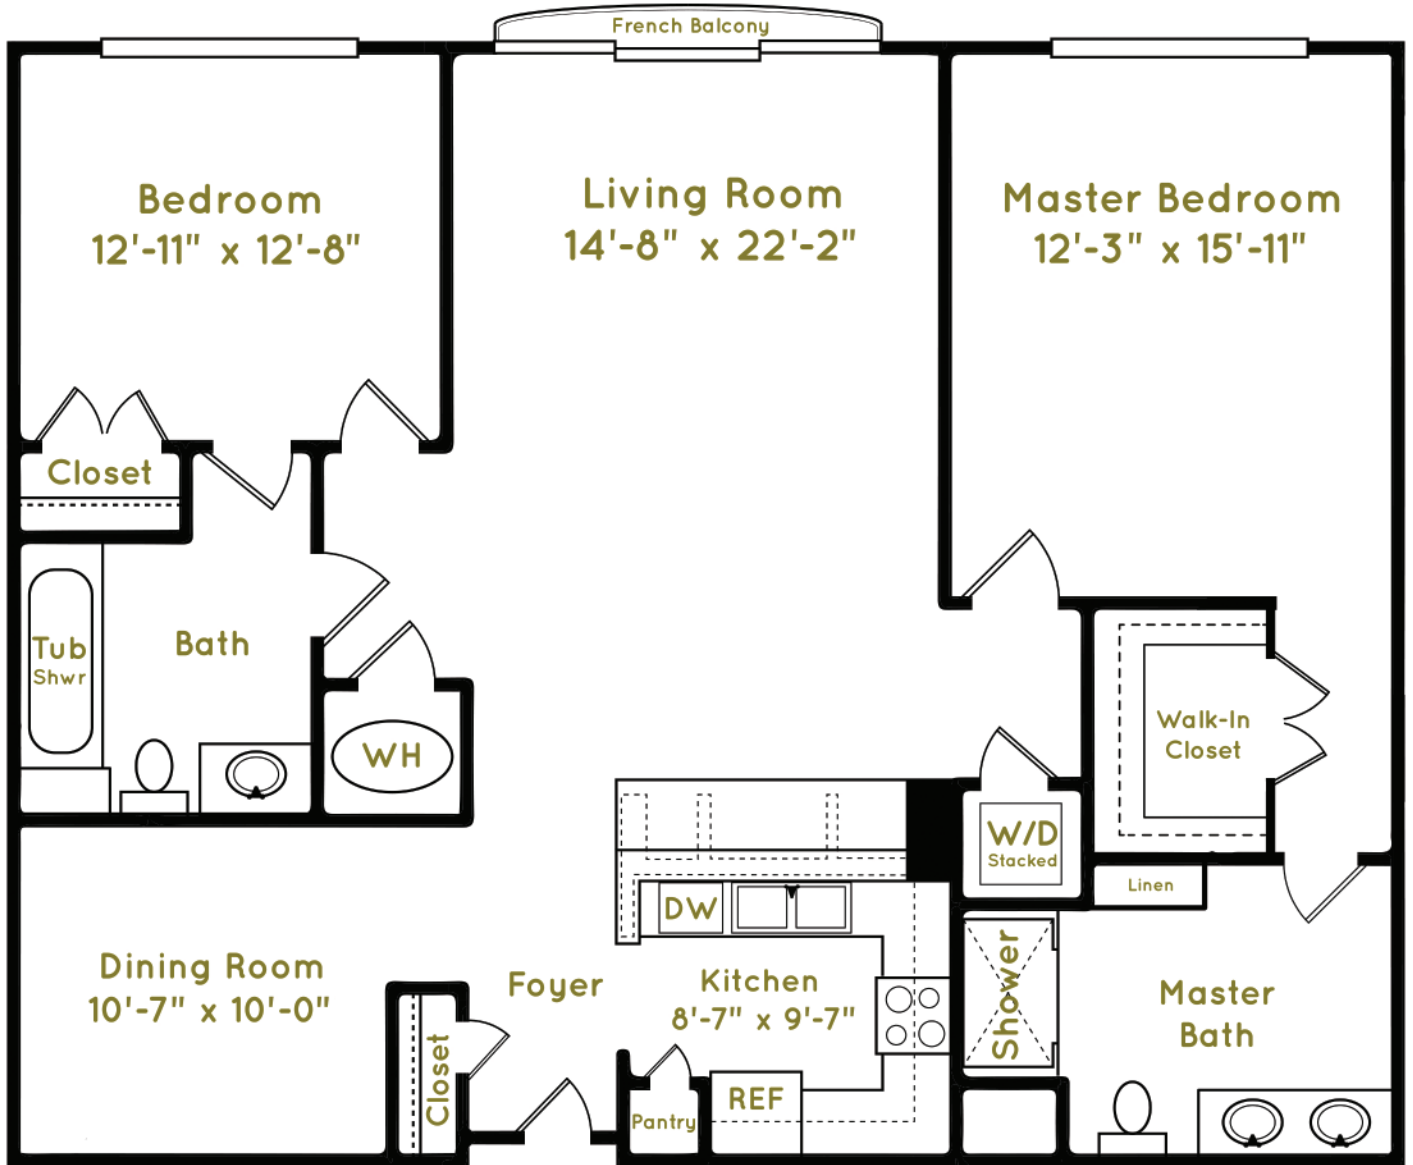 French Balcony
Bedroom
12'-11" x 12'-8"
Living Room
14'-8" x 22'-2"
Master Bedroom
12'-3" x 15'-11"
Closet
Tub
Shwr
Bath
WH
Walk-In
Closet
W/D
Stacked
Linen
DW
Dining Room
10'-7" x 10'-0"
Foyer
Kitchen
8'-7" x 9'-7"
Shower
Master
Bath
Closet
REF
Pantry